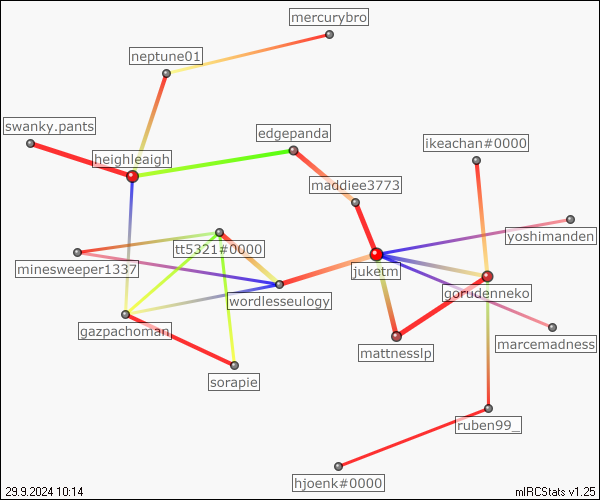 mercurybro
neptune01
swanky.pants
edgepanda
ikeachan#0000
heighleaigh
maddiee3773
yoshimanden
tt5321#0000
minesweeper1337
juketm
gorudenneko
wordlesseulogy
gazpachoman
marcemadness
mattnesslp
sorapie
ruben99_
hjoenk#0000
29.9.2024 10:14
mIRCStats v1.25